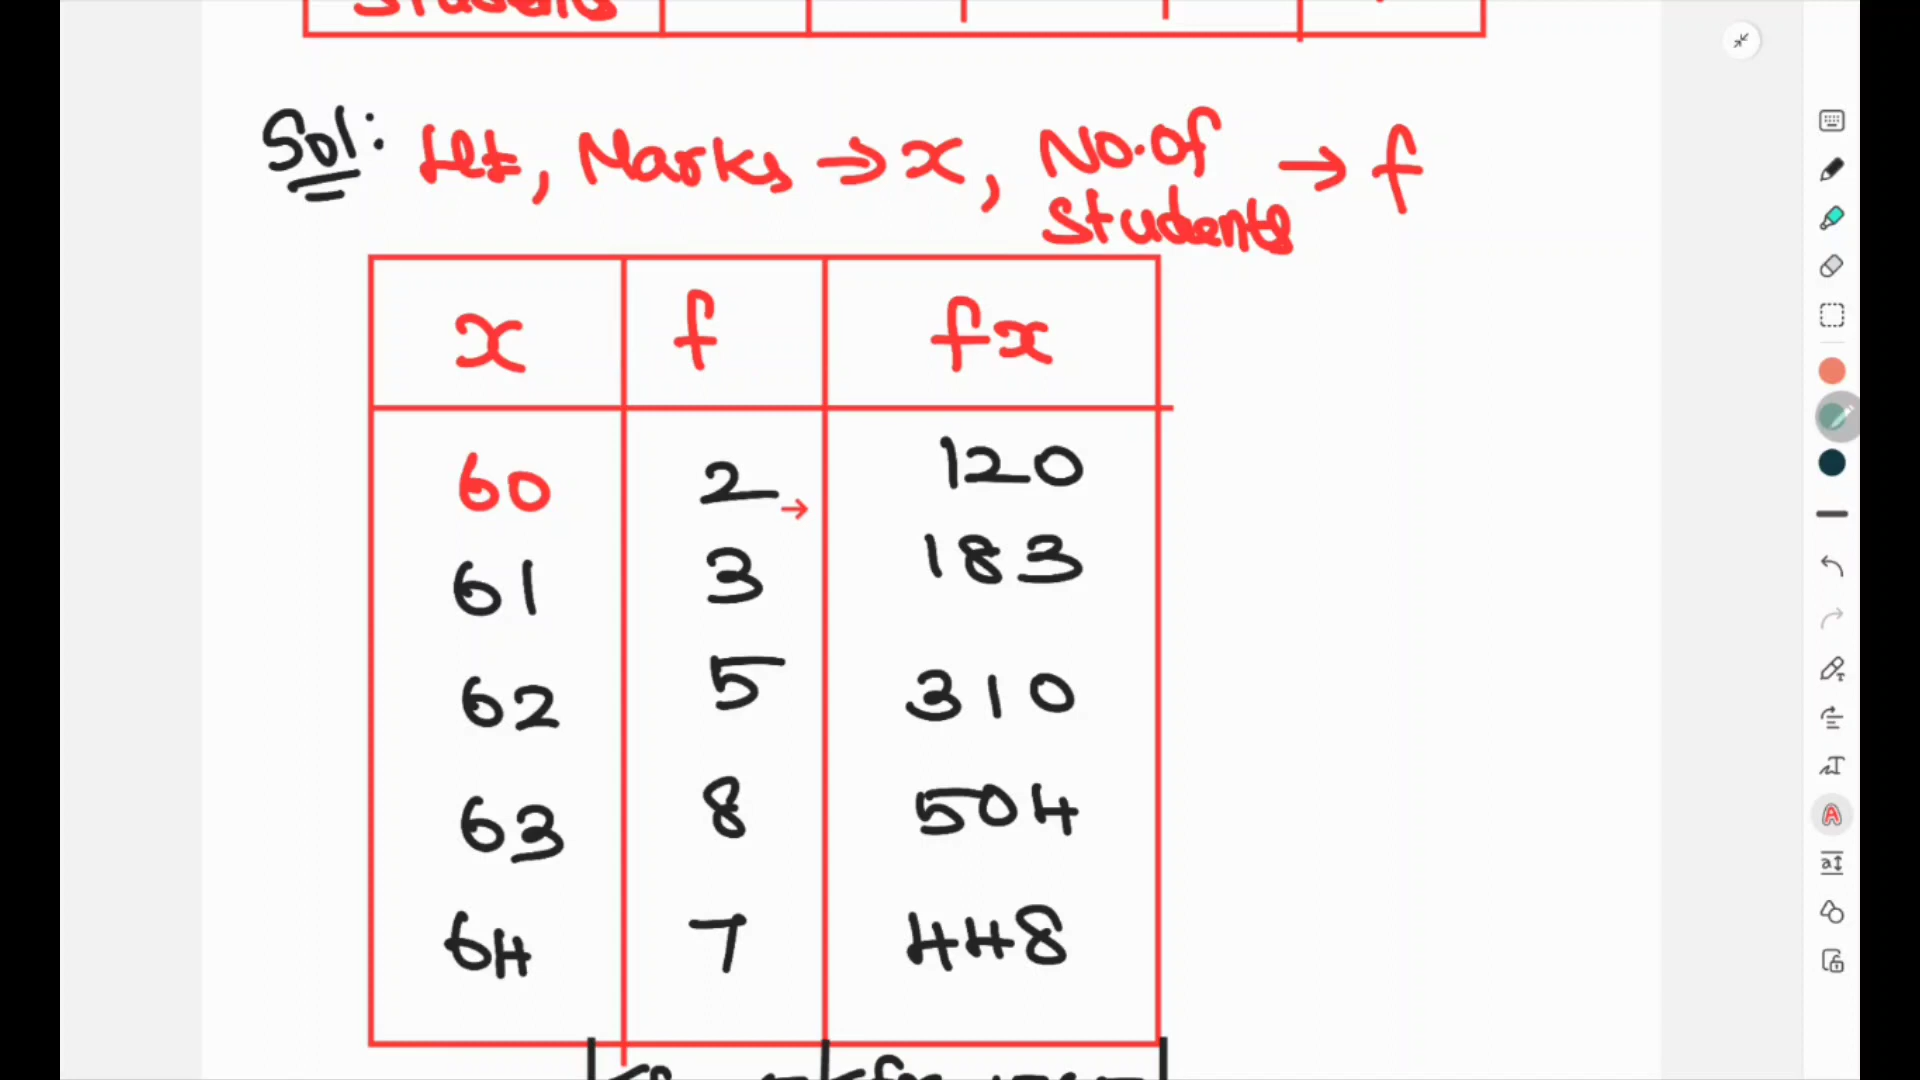 Students
Sol: Let, Marks → x, No. of Students → f
x f fx
60 2 → 120
61 3 183
62 5 310
63 8 504
64 7 448